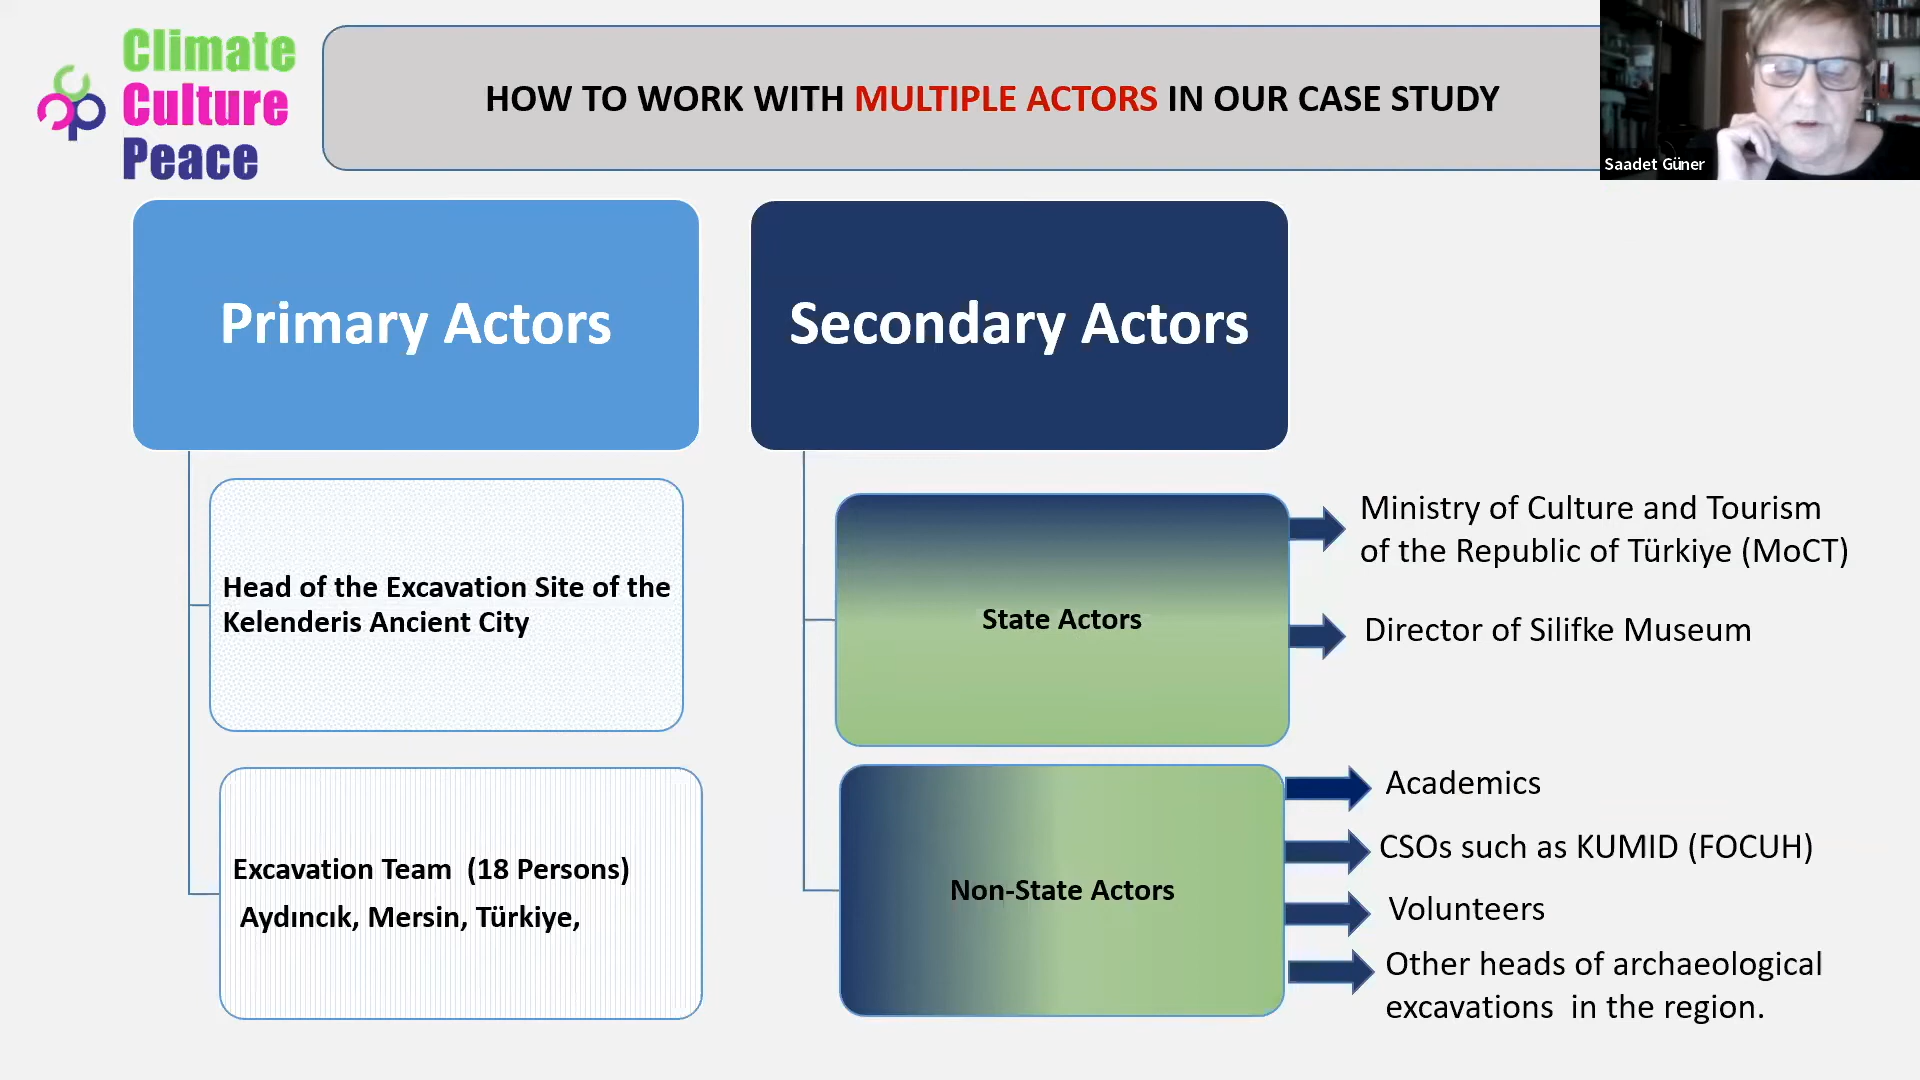 Climate
Culture
Peace
HOW TO WORK WITH MULTIPLE ACTORS IN OUR CASE STUDY
Saadet Güner
Primary Actors
Secondary Actors
Head of the Excavation Site of the
Kelenderis Ancient City
Excavation Team  (18 Persons)
Aydıncık, Mersin, Türkiye,
State Actors
Ministry of Culture and Tourism
of the Republic of Türkiye (MoCT)
Director of Silifke Museum
Non-State Actors
Academics
CSOs such as KUMID (FOCUH)
Volunteers
Other heads of archaeological
excavations  in the region.